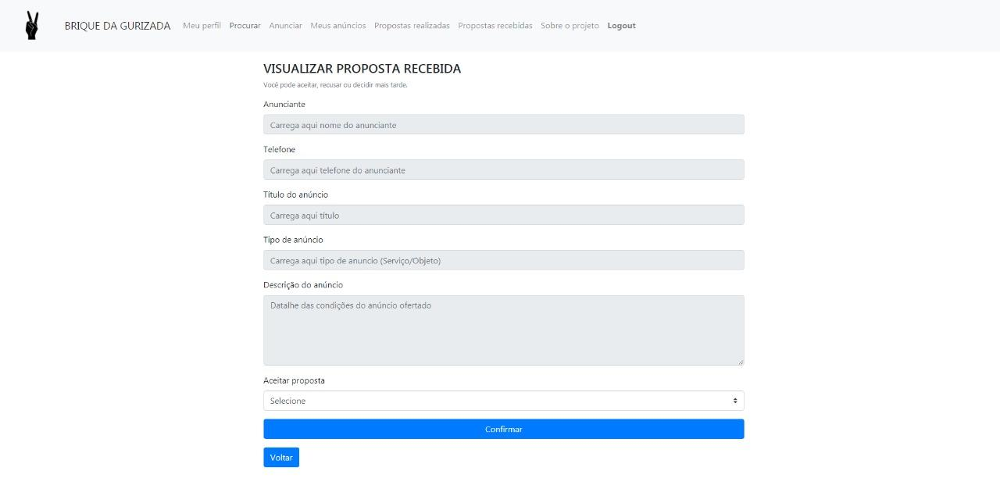 BRIQUE DA GURIZADA Meu perfil Procurar Anunciar Meus anúncios Propostas realizadas Propostas recebidas Sobre o projeto Logout
VISUALIZAR PROPOSTA RECEBIDA
Você pode aceitar, recusar ou decidir mais tarde.
Anunciante
Carrega aqui nome do anunciante
Telefone
Carrega aqui telefone do anunciante
Título do anúncio
Carrega aqui título
Tipo de anúncio
Carrega aqui tipo de anuncio (Serviço/Objeto)
Descrição do anúncio
Datalhe das condições do anúncio ofertado
Aceitar proposta
Selecione
Confirmar
Voltar